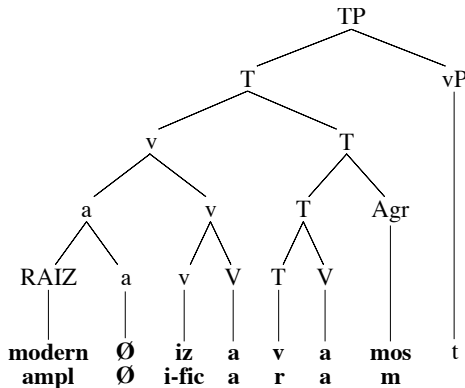 TP
T vP
v T
a v T Agr
RAIZ a v V T V
modern Ø iz a v a mos t
ampl Ø i-fic a r a m